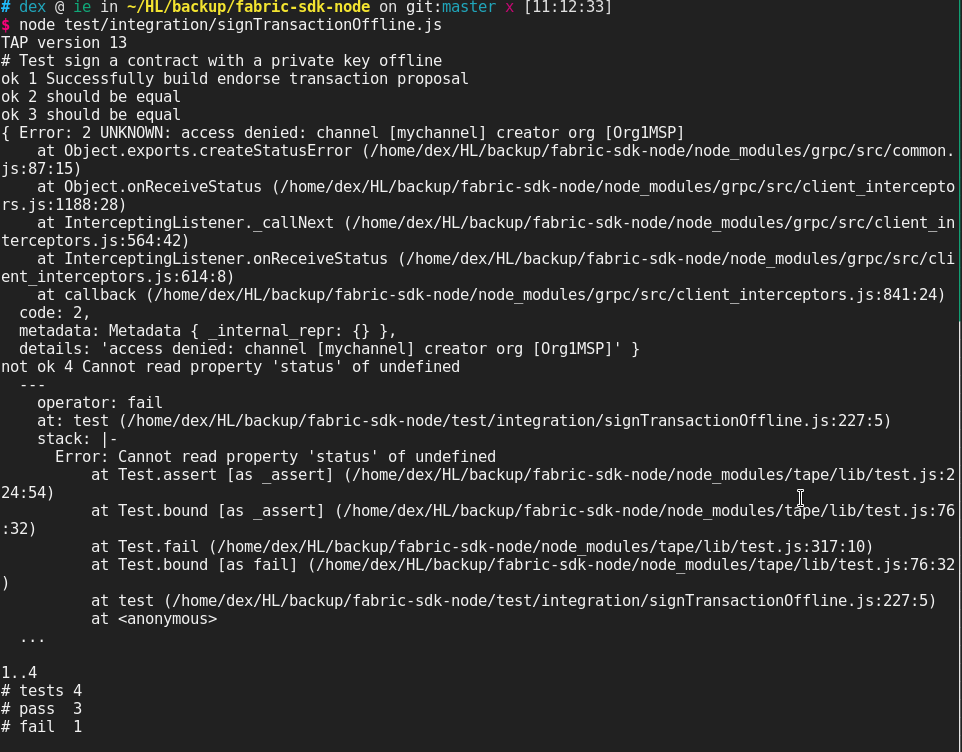 # dex @ ie in ~/HL/backup/fabric-sdk-node on git:master x [11:12:33]
$ node test/integration/signTransactionOffline.js
TAP version 13
# Test sign a contract with a private key offline
ok 1 Successfully build endorse transaction proposal
ok 2 should be equal
ok 3 should be equal
{ Error: 2 UNKNOWN: access denied: channel [mychannel] creator org [Org1MSP]
    at Object.exports.createStatusError (/home/dex/HL/backup/fabric-sdk-node/node_modules/grpc/src/common.
js:87:15)
    at Object.onReceiveStatus (/home/dex/HL/backup/fabric-sdk-node/node_modules/grpc/src/client_intercepto
rs.js:1188:28)
    at InterceptingListener._callNext (/home/dex/HL/backup/fabric-sdk-node/node_modules/grpc/src/client_in
terceptors.js:564:42)
    at InterceptingListener.onReceiveStatus (/home/dex/HL/backup/fabric-sdk-node/node_modules/grpc/src/cli
ent_interceptors.js:614:8)
    at callback (/home/dex/HL/backup/fabric-sdk-node/node_modules/grpc/src/client_interceptors.js:841:24)
  code: 2,
  metadata: Metadata { _internal_repr: {} },
  details: 'access denied: channel [mychannel] creator org [Org1MSP]' }
not ok 4 Cannot read property 'status' of undefined
  ---
    operator: fail
    at: test (/home/dex/HL/backup/fabric-sdk-node/test/integration/signTransactionOffline.js:227:5)
    stack: |-
      Error: Cannot read property 'status' of undefined
          at Test.assert [as _assert] (/home/dex/HL/backup/fabric-sdk-node/node_modules/tape/lib/test.js:2
24:54)
          at Test.bound [as _assert] (/home/dex/HL/backup/fabric-sdk-node/node_modules/tape/lib/test.js:76
:32)
          at Test.fail (/home/dex/HL/backup/fabric-sdk-node/node_modules/tape/lib/test.js:317:10)
          at Test.bound [as fail] (/home/dex/HL/backup/fabric-sdk-node/node_modules/tape/lib/test.js:76:32
)
          at test (/home/dex/HL/backup/fabric-sdk-node/test/integration/signTransactionOffline.js:227:5)
          at <anonymous>
  ...

1..4
# tests 4
# pass  3
# fail  1